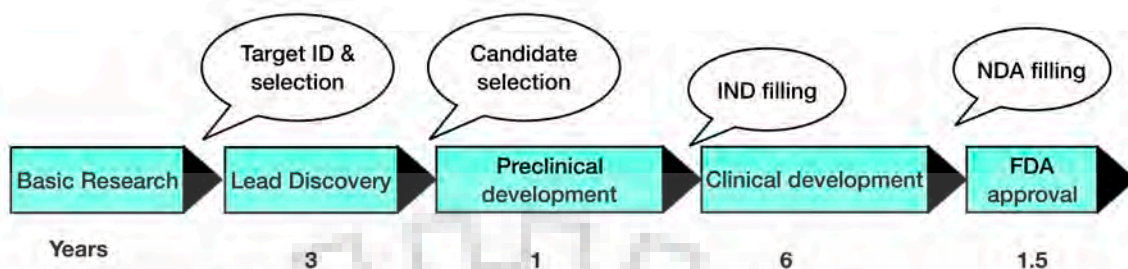 Target ID &
selection
Candidate
selection
IND filling
NDA filling
Basic Research
Lead Discovery
Preclinical
development
Clinical development
FDA
approval
Years
3
1
6
1.5